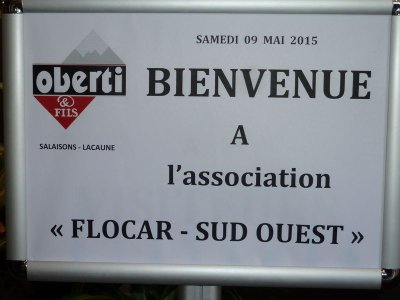 SAMEDI 09 MAI 2015
oberti
& 
FILS
SALAISONS - LACAUNE
BIENVENUE
A
l'association
« FLOCAR - SUD OUEST »